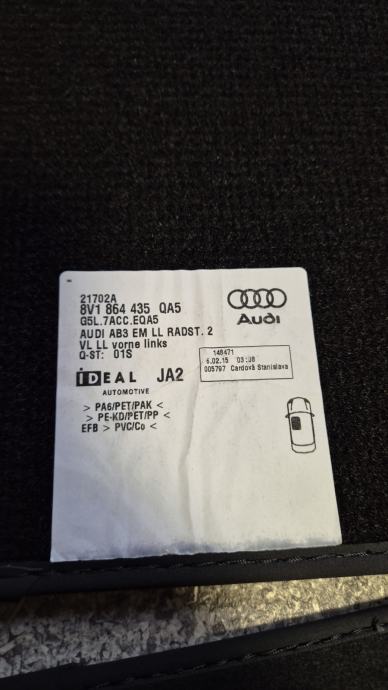 21702A
8V1 864 435 QA5
G5L.7ACC.EQA5
AUDI AB3 EM LL RADST. 2
VL LL vorne links
Q-ST: 01S
Audi
148471
6.02.15 03:
005797 Cardová Stanislava
IDEAL JA2
AUTOMOTIVE
> PA6/PET/PAK <
> PE-KD/PET/PP <
EFB > PVC/Co <